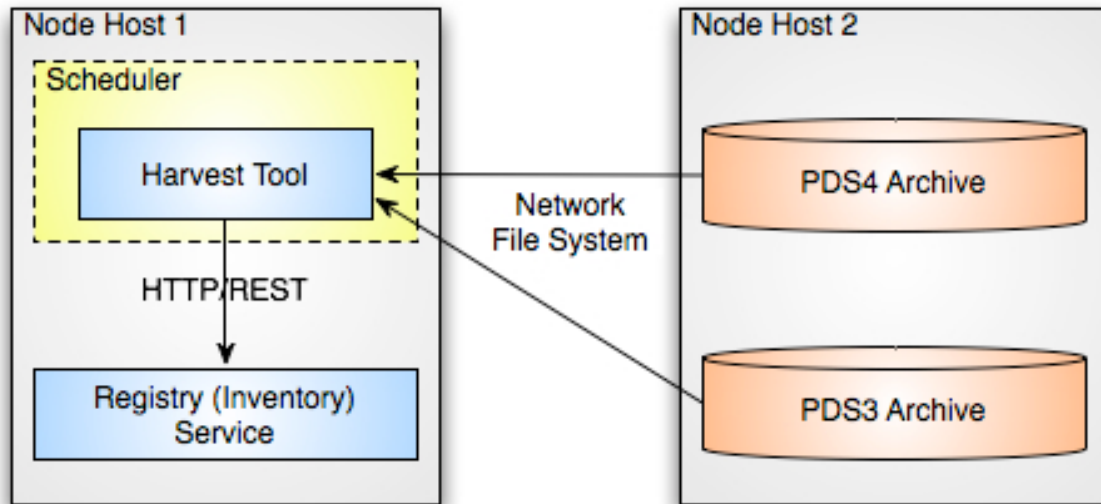 Node Host 1
Scheduler
Harvest Tool
HTTP/REST
Registry (Inventory)
Service
Network
File System
Node Host 2
PDS4 Archive
PDS3 Archive